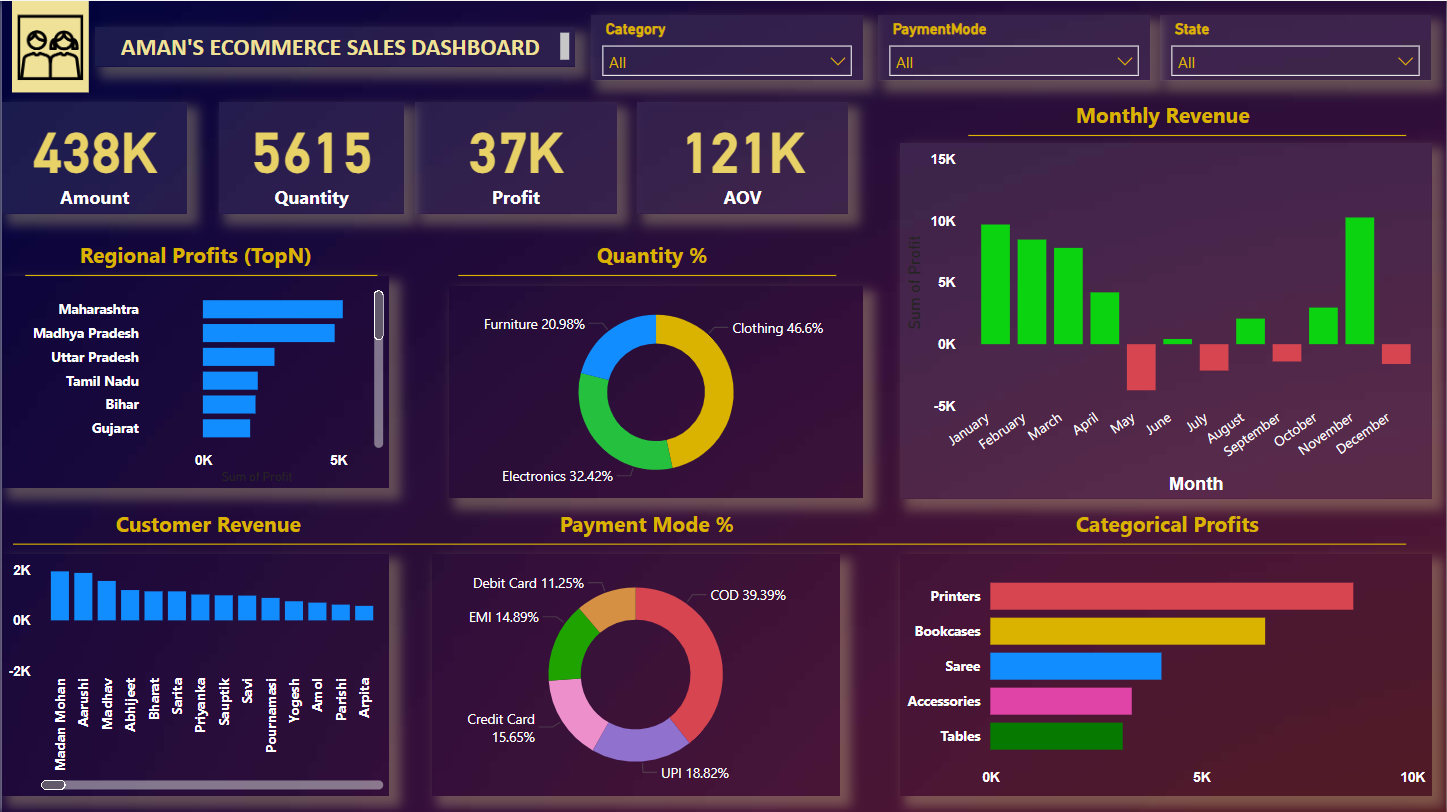 AMAN'S ECOMMERCE SALES DASHBOARD
Category
All
PaymentMode
All
State
All
438K
Amount
5615
Quantity
37K
Profit
121K
AOV
Monthly Revenue
15K
10K
5K
0K
-5K
Sum of Profit
January
February
March
April
May
June
July
August
September
October
November
December
Month
Regional Profits (TopN)
Maharashtra
Madhya Pradesh
Uttar Pradesh
Tamil Nadu
Bihar
Gujarat
0K
5K
Sum of Profit
Quantity %
Furniture 20.98%
Clothing 46.6%
Electronics 32.42%
Customer Revenue
2K
0K
-2K
Madan Mohan
Aarushi
Madhav
Abhijeet
Bharat
Sarita
Priyanka
Sauptik
Savi
Pournamasi
Yogesh
Amol
Parishi
Arpita
Payment Mode %
Debit Card 11.25%
COD 39.39%
EMI 14.89%
Credit Card
15.65%
UPI 18.82%
Categorical Profits
Printers
Bookcases
Saree
Accessories
Tables
0K
5K
10K